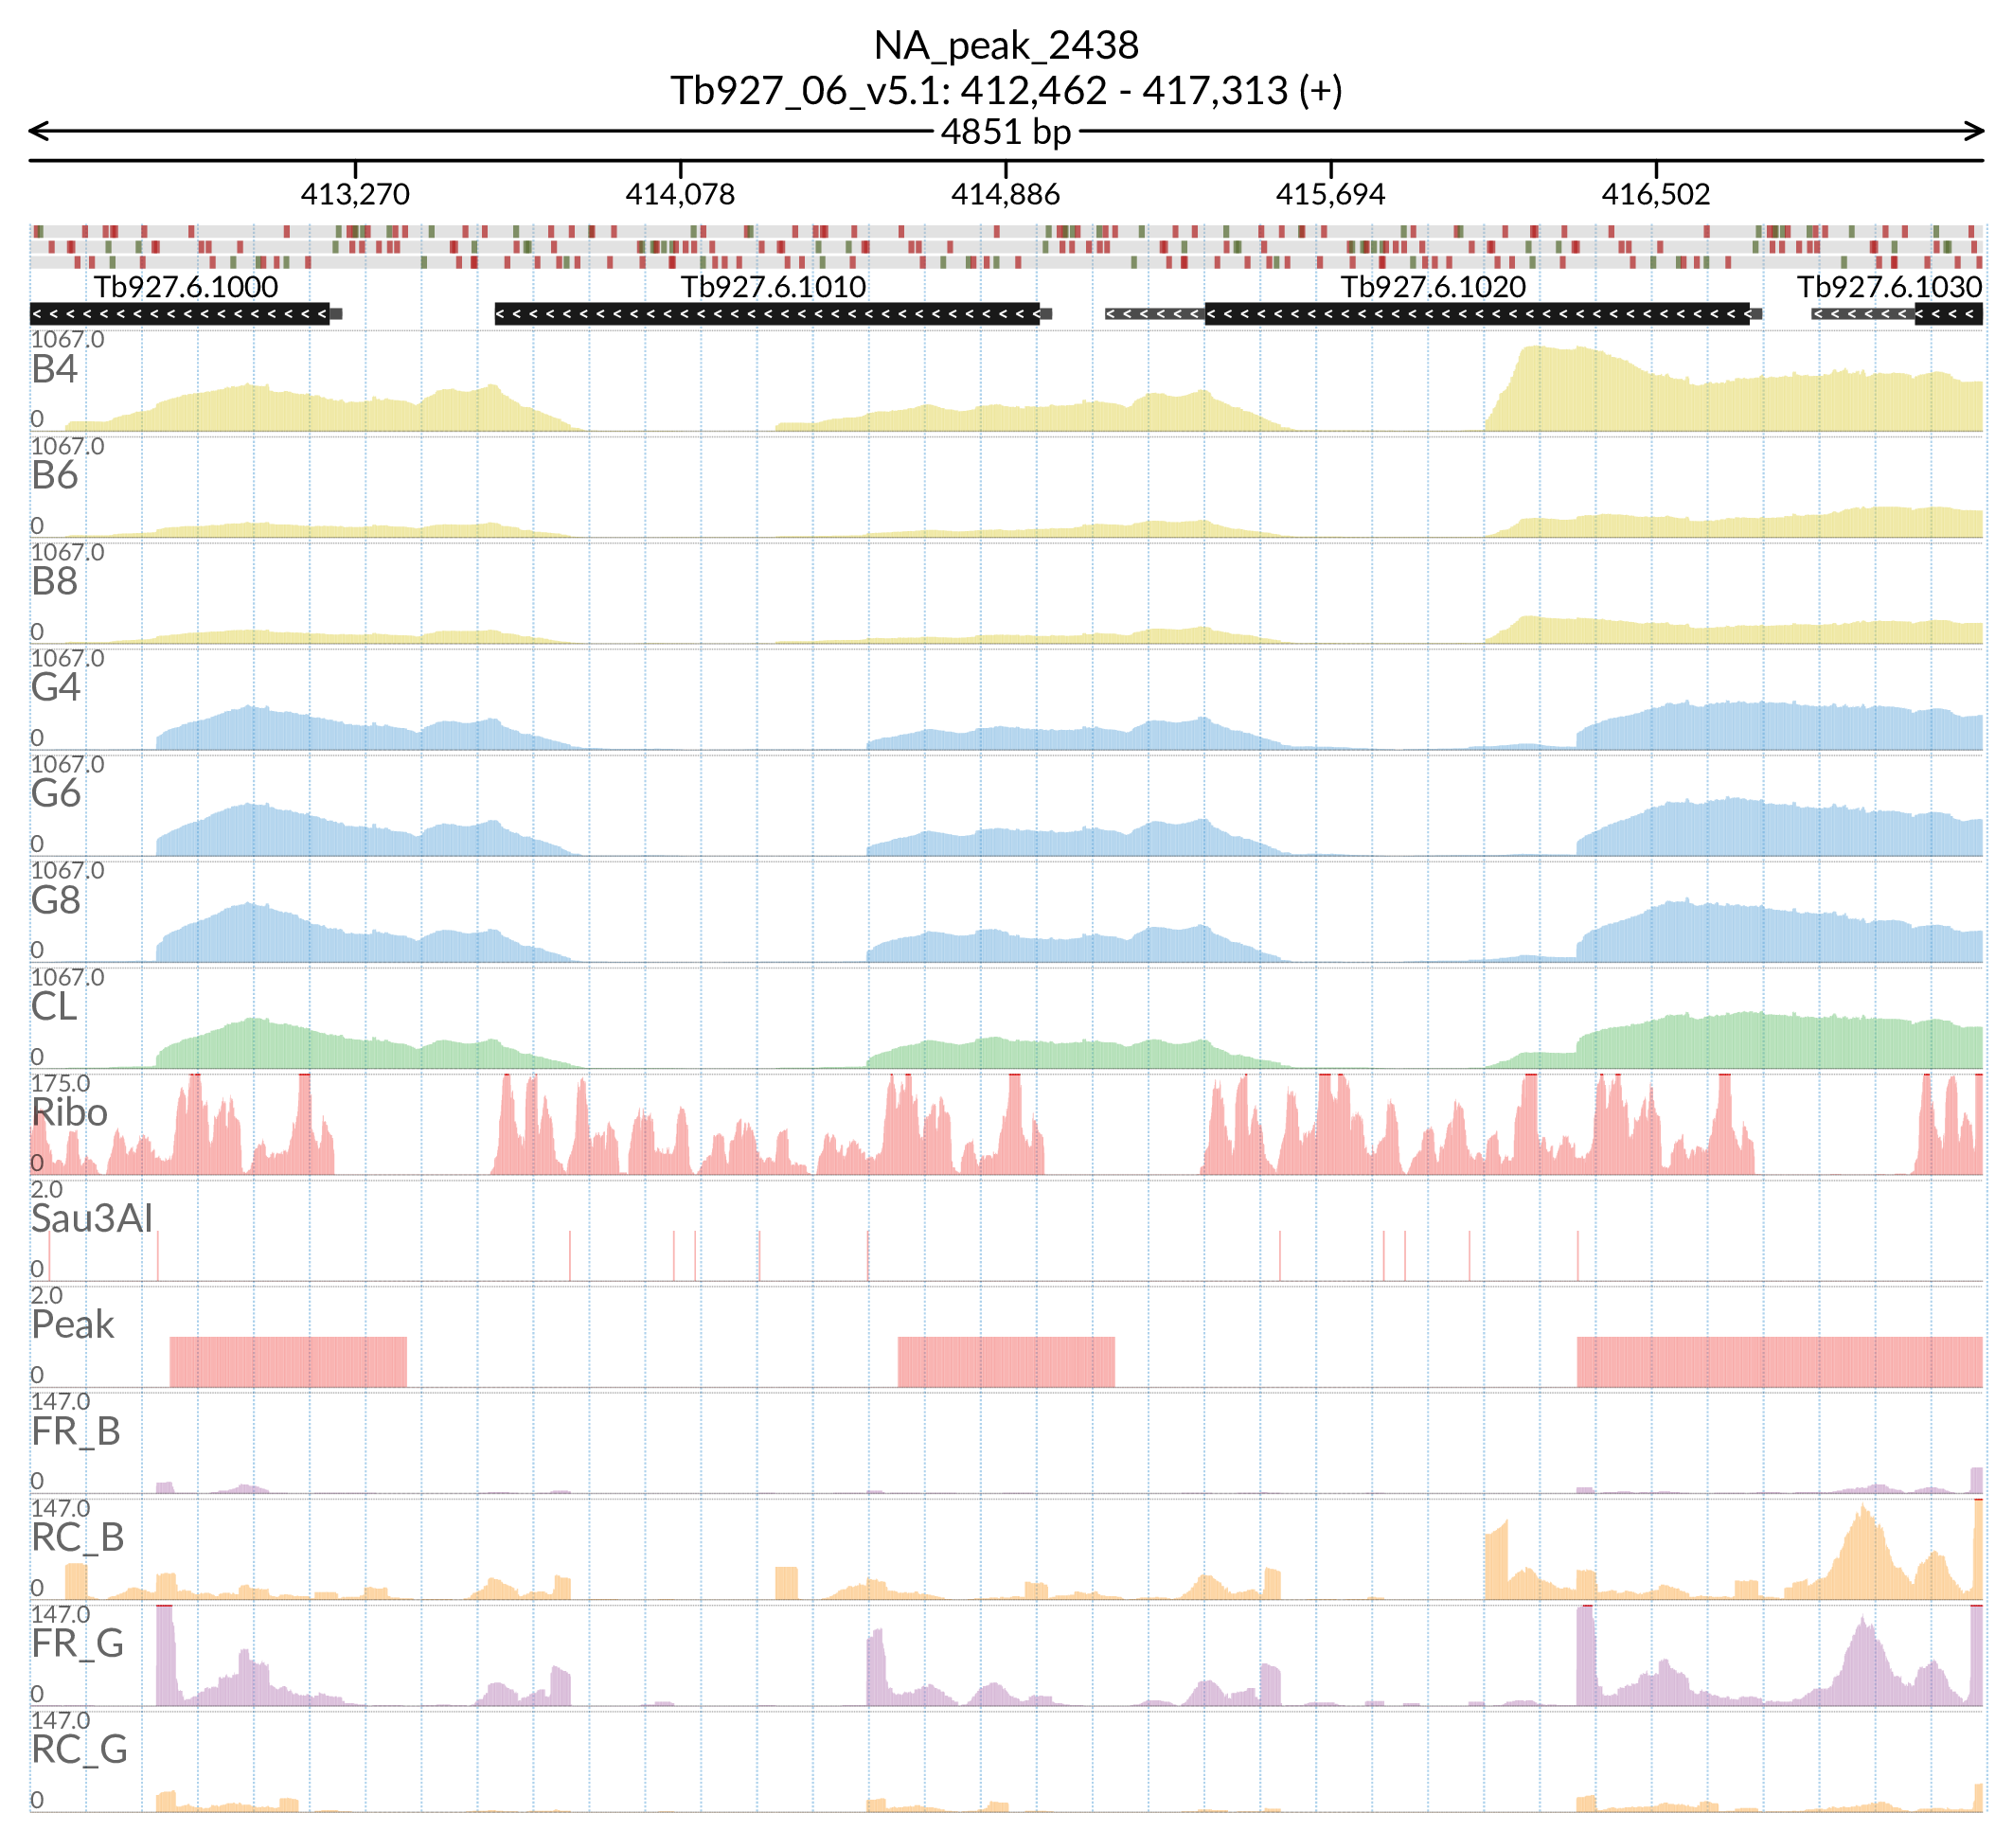 NA_peak_2438
Tb927_06_v5.1: 412,462 - 417,313 (+)
4851 bp
413,270 414,078 414,886 415,694 416,502
Tb927.6.1000 Tb927.6.1010 Tb927.6.1020 Tb927.6.1030
1067.0
B4
0
1067.0
B6
0
1067.0
B8
0
1067.0
G4
0
1067.0
G6
0
1067.0
G8
0
1067.0
CL
0
175.0
Ribo
0
2.0
Sau3AI
0
2.0
Peak
0
147.0
FR_B
0
147.0
RC_B
0
147.0
FR_G
0
147.0
RC_G
0